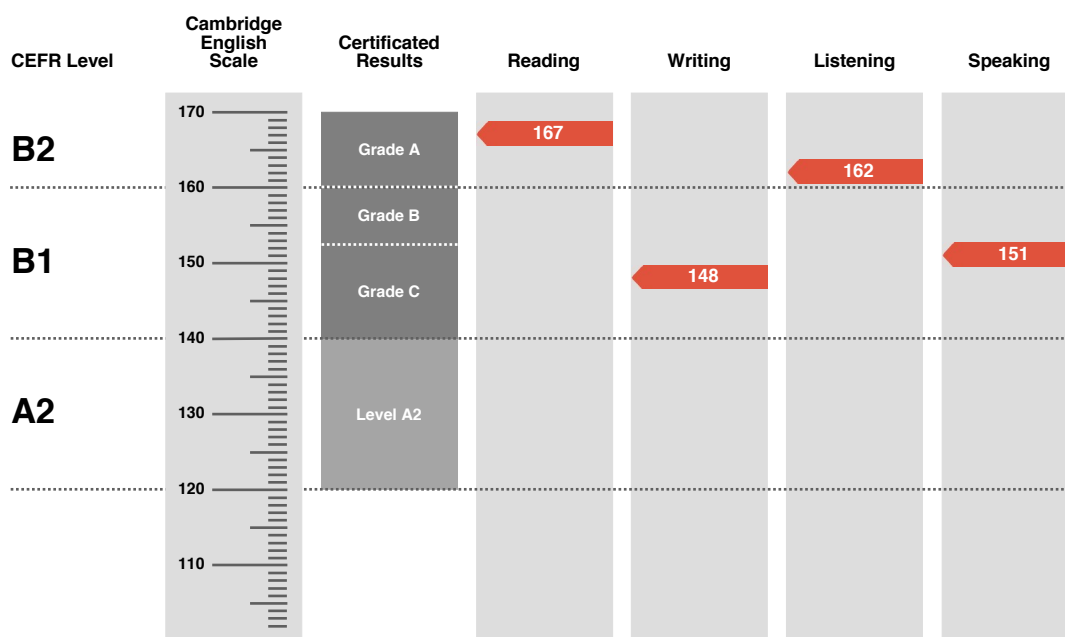 CEFR Level
Cambridge
English
Scale
Certificated
Results
Reading
Writing
Listening
Speaking
170
B2
Grade A
167
162
160
Grade B
B1
150
Grade C
148
151
140
A2
130
Level A2
120
110